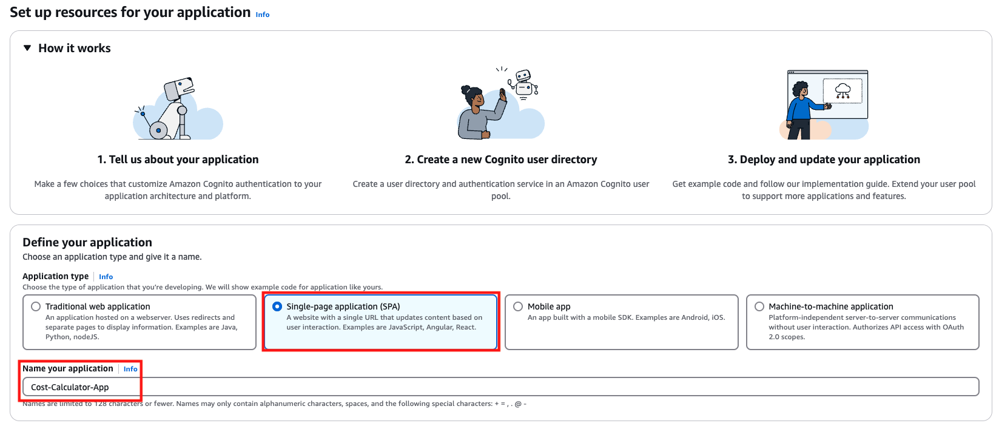 Set up resources for your application Info
How it works
1. Tell us about your application
Make a few choices that customize Amazon Cognito authentication to your
application architecture and platform.
2. Create a new Cognito user directory
Create a user directory and authentication service in an Amazon Cognito user
pool.
3. Deploy and update your application
Get example code and follow our implementation guide. Extend your user pool
to support more applications and features.
Define your application
Choose an application type and give it a name.
Application type Info
Choose the type of application that you’re developing. We will show example code for application like yours.
Traditional web application
An application hosted on a webserver. Uses redirects and
separate pages to display information. Examples are Java,
Python, nodeJS.
Single-page application (SPA)
A website with a single URL that updates content based on
user interaction. Examples are JavaScript, Angular, React.
Mobile app
An app built with a mobile SDK. Examples are Android, iOS.
Machine-to-machine application
Platform-independent server-to-server communications
without user interaction. Authorizes API access with OAuth
2.0 scopes.
Name your application Info
Cost-Calculator-App
Names are limited to 128 characters or fewer. Names may only contain alphanumeric characters, spaces, and the following special characters: + = , . @ -